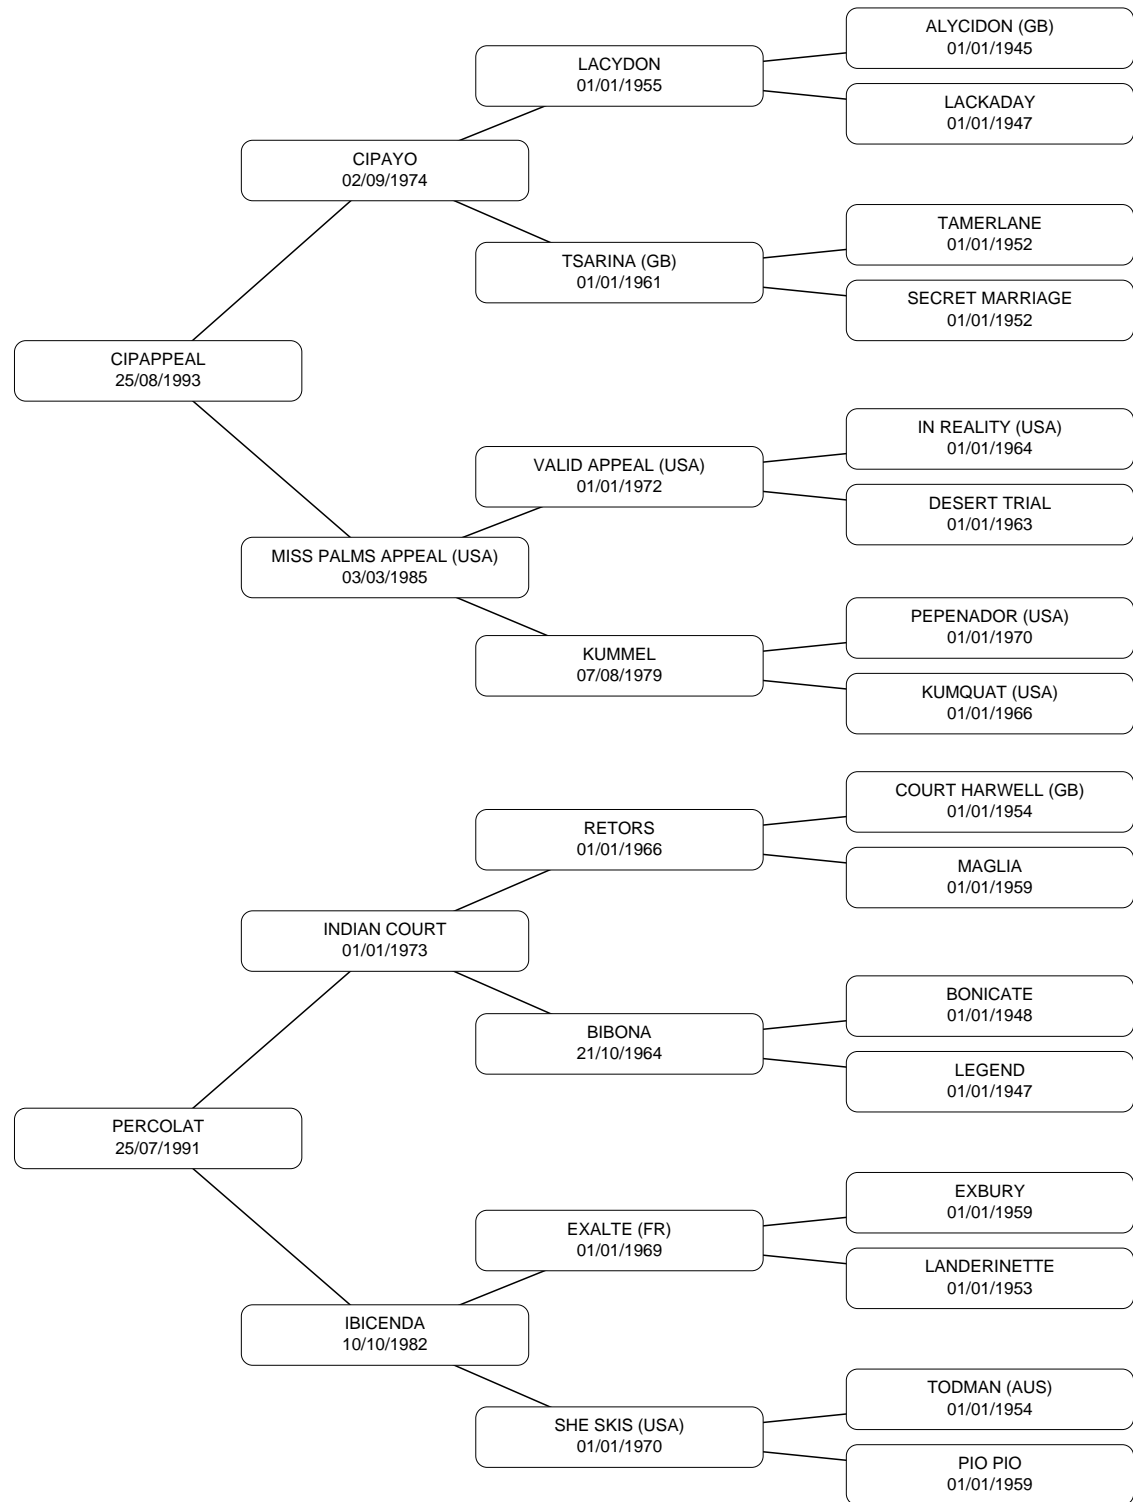 ALYCIDON (GB)
01/01/1945
LACYDON
01/01/1955
LACKADAY
01/01/1947
CIPAYO
02/09/1974
TAMERLANE
01/01/1952
TSARINA (GB)
01/01/1961
SECRET MARRIAGE
01/01/1952
CIPAPPEAL
25/08/1993
IN REALITY (USA)
01/01/1964
VALID APPEAL (USA)
01/01/1972
DESERT TRIAL
01/01/1963
MISS PALMS APPEAL (USA)
03/03/1985
PEPENADOR (USA)
01/01/1970
KUMMEL
07/08/1979
KUMQUAT (USA)
01/01/1966
COURT HARWELL (GB)
01/01/1954
RETORS
01/01/1966
MAGLIA
01/01/1959
INDIAN COURT
01/01/1973
BONICATE
01/01/1948
BIBONA
21/10/1964
LEGEND
01/01/1947
PERCOLAT
25/07/1991
EXBURY
01/01/1959
EXALTE (FR)
01/01/1969
LANDERINETTE
01/01/1953
IBICENDA
10/10/1982
TODMAN (AUS)
01/01/1954
SHE SKIS (USA)
01/01/1970
PIO PIO
01/01/1959